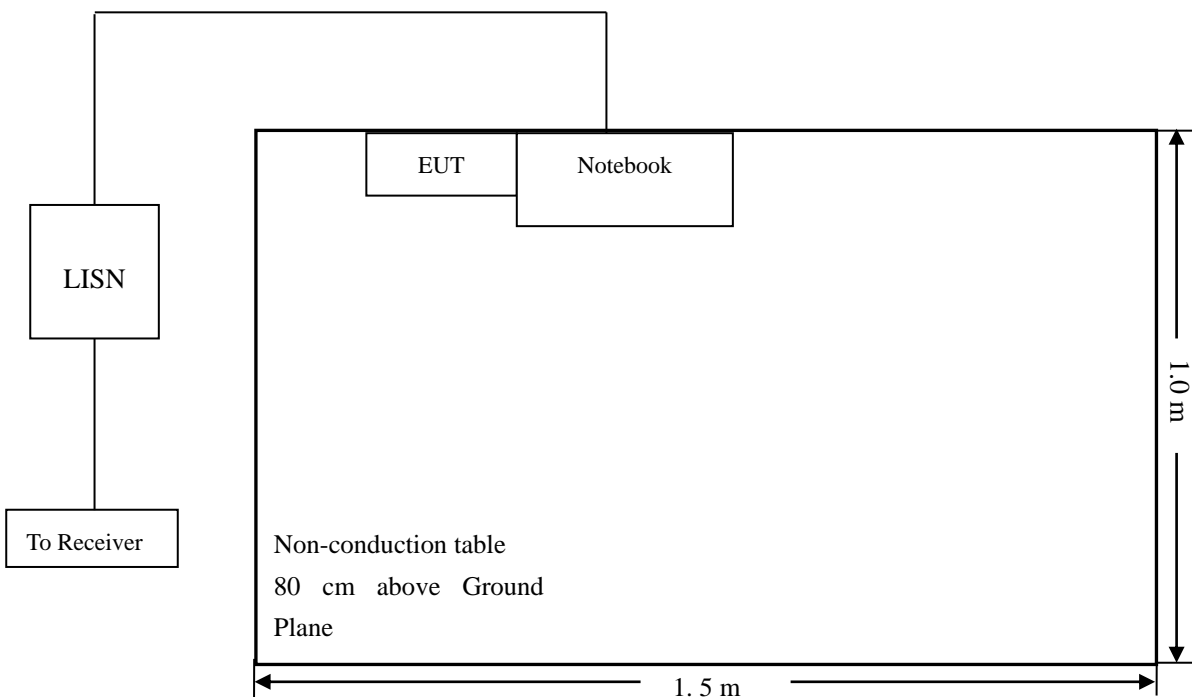 EUT
Notebook
LISN
1.0 m
To Receiver
Non-conduction table
80 cm above Ground
Plane
1. 5 m